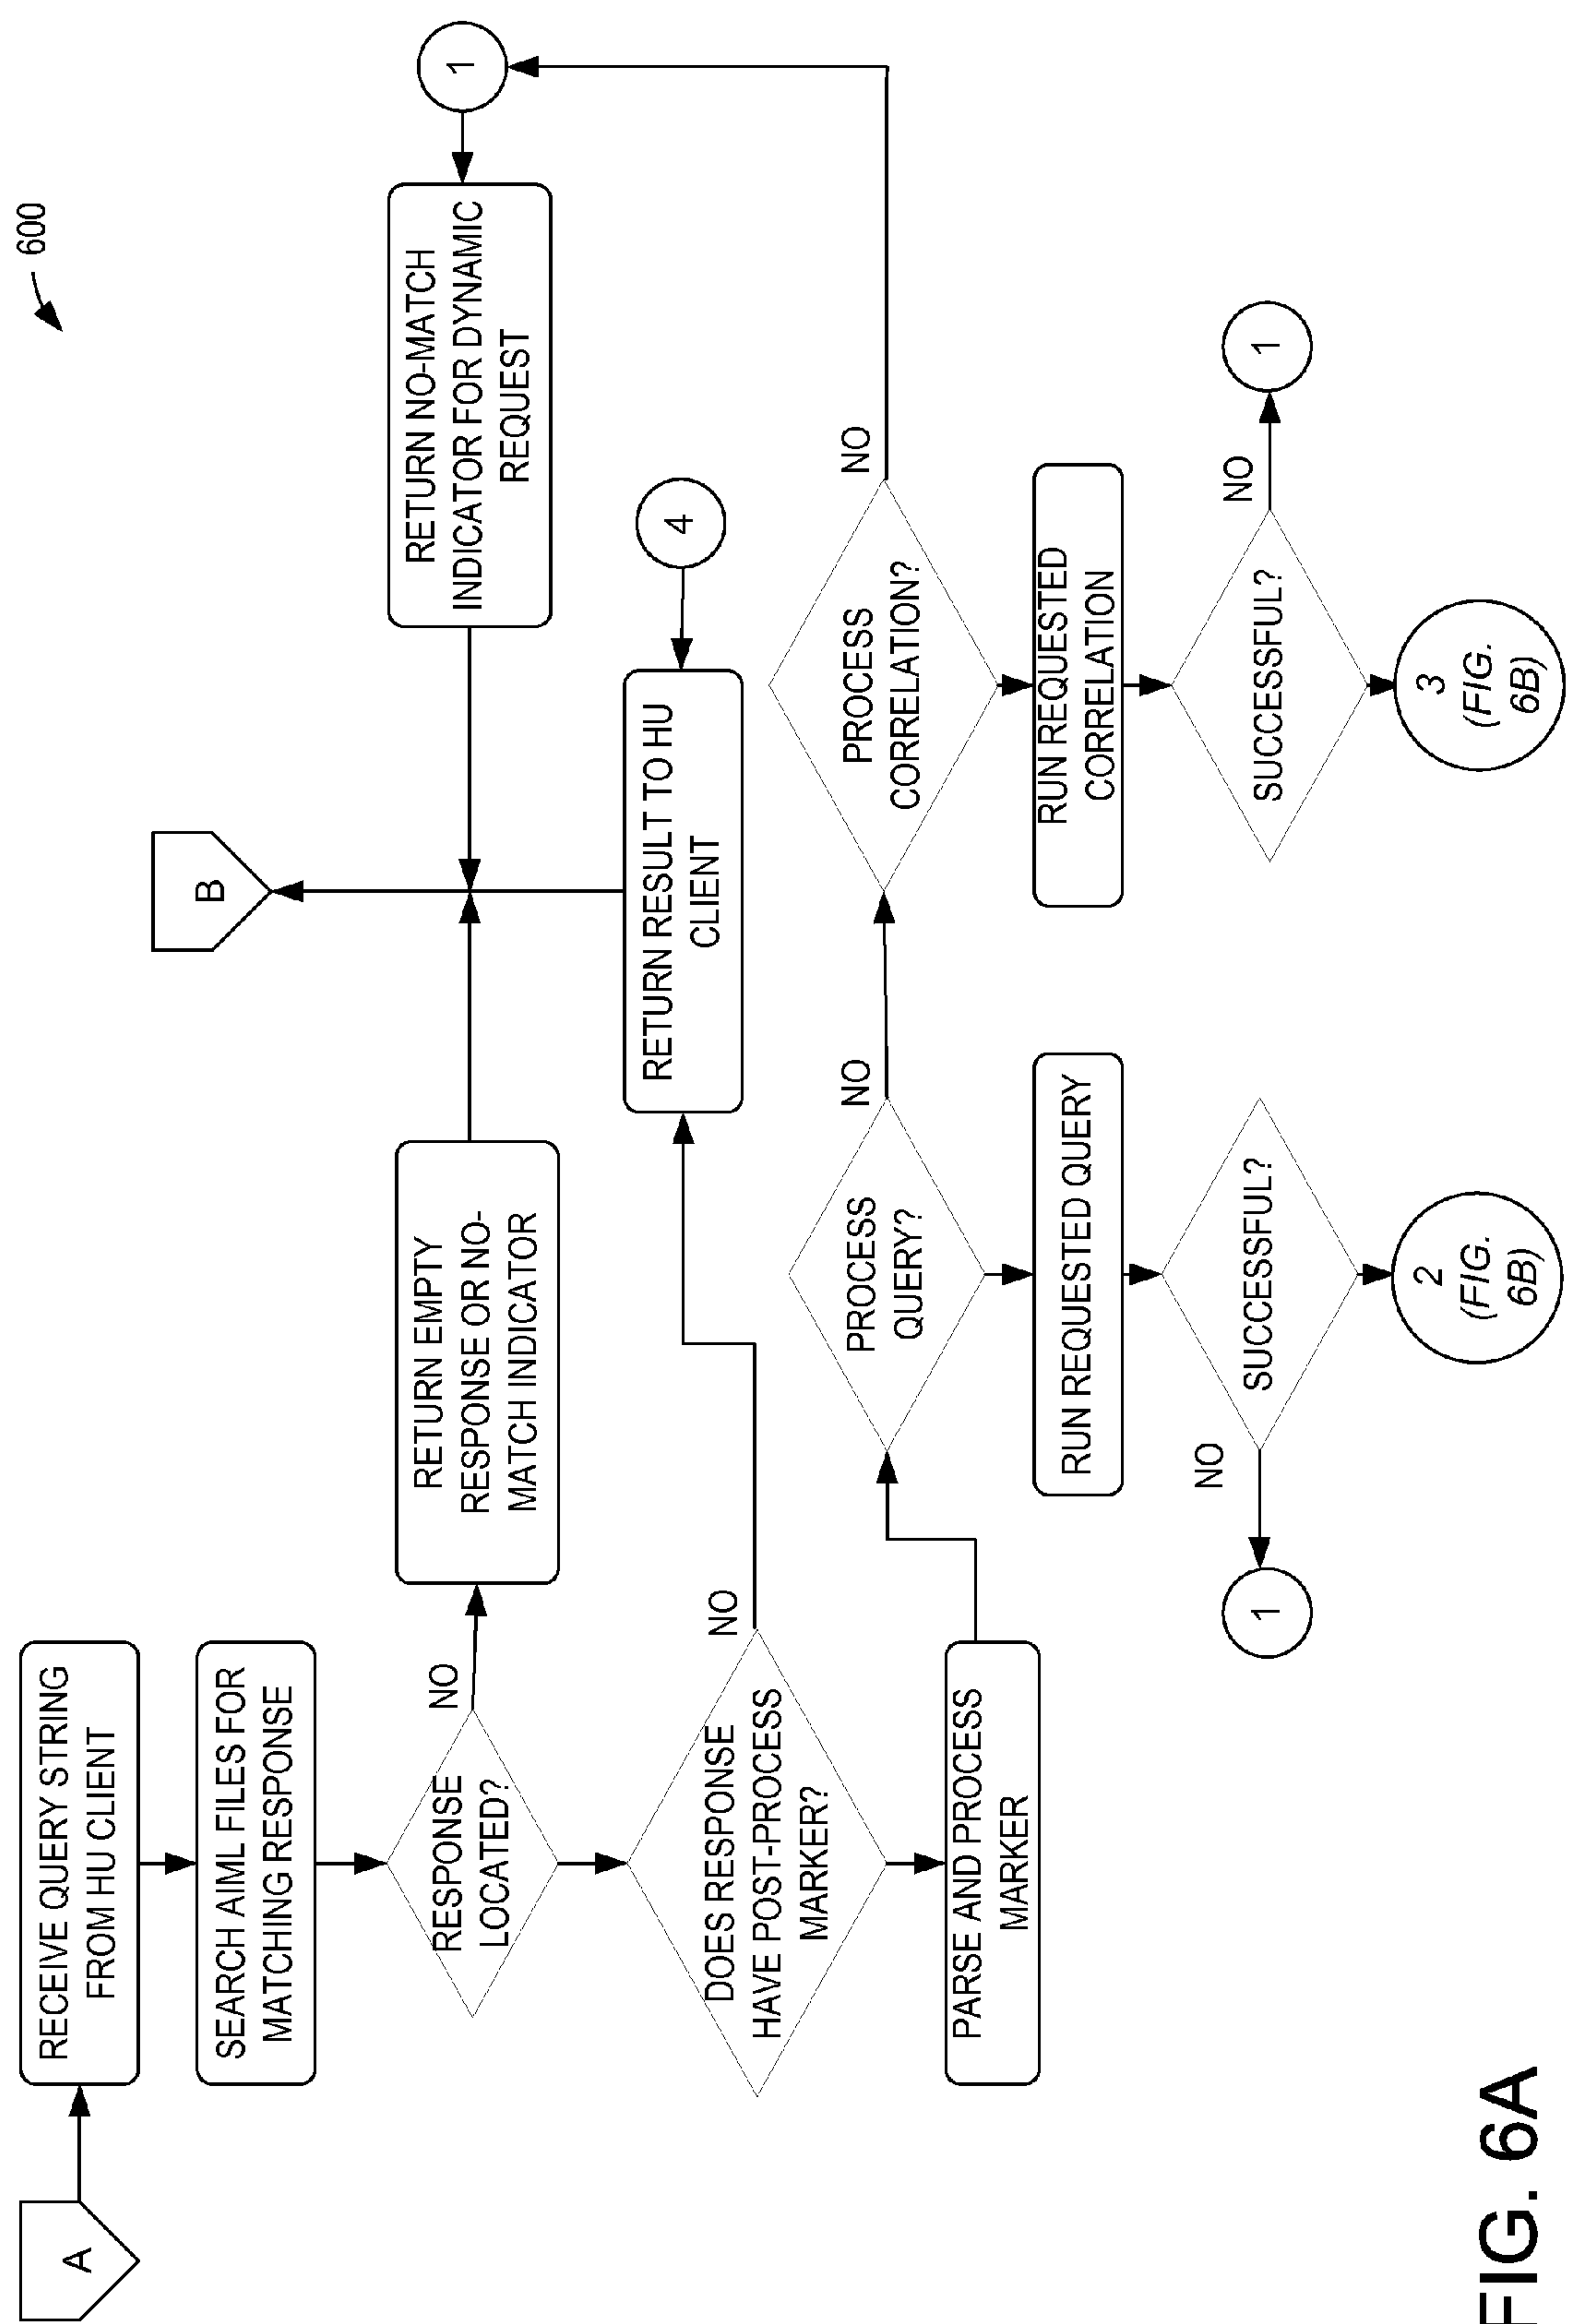 600
A
RECEIVE QUERY STRING
FROM HU CLIENT
SEARCH AIML FILES FOR
MATCHING RESPONSE
B
RESPONSE
LOCATED?
NO
RETURN EMPTY
RESPONSE OR NO-
MATCH INDICATOR
RETURN NO-MATCH
INDICATOR FOR DYNAMIC
REQUEST
1
DOES RESPONSE
HAVE POST-PROCESS
MARKER?
NO
RETURN RESULT TO HU
CLIENT
4
PARSE AND PROCESS
MARKER
PROCESS
QUERY?
NO
PROCESS
CORRELATION?
NO
RUN REQUESTED QUERY
RUN REQUESTED
CORRELATION
1
NO
SUCCESSFUL?
SUCCESSFUL?
NO
1
2
(FIG.
6B)
3
(FIG.
6B)
FIG. 6A